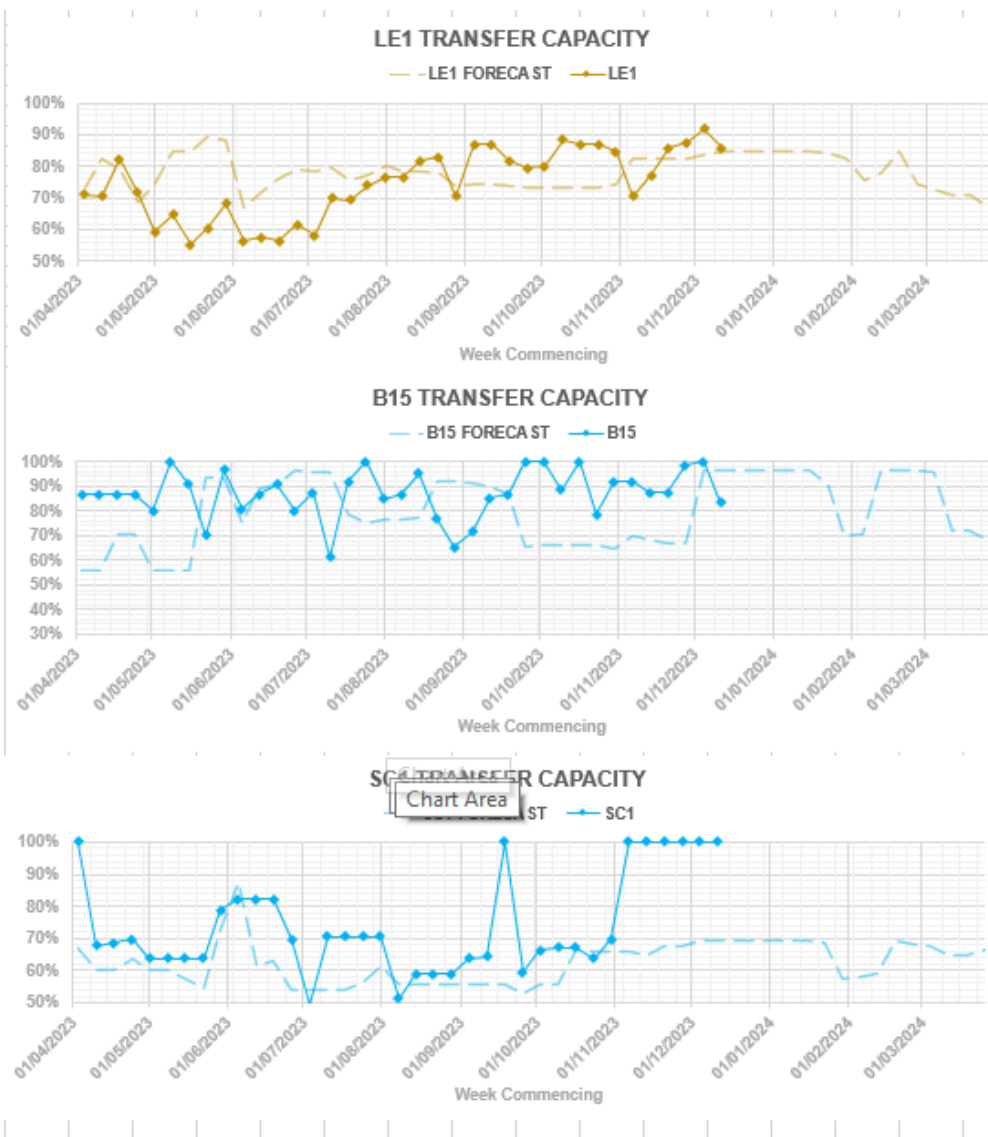 LE1 TRANSFER CAPACITY
LE1 FORECAST LE1
100%
90%
80%
70%
60%
50%
01/04/2023 01/05/2023 01/06/2023 01/07/2023 01/08/2023 01/09/2023 01/10/2023 01/11/2023 01/12/2023 01/01/2024 01/02/2024 01/03/2024
Week Commencing
B15 TRANSFER CAPACITY
B15 FORECAST B15
100%
90%
80%
70%
60%
50%
40%
30%
01/04/2023 01/05/2023 01/06/2023 01/07/2023 01/08/2023 01/09/2023 01/10/2023 01/11/2023 01/12/2023 01/01/2024 01/02/2024 01/03/2024
Week Commencing
CAPACITY
Chart Area
Chart Area
ST SC1
100%
90%
80%
70%
60%
50%
01/04/2023 01/05/2023 01/06/2023 01/07/2023 01/08/2023 01/09/2023 01/10/2023 01/11/2023 01/12/2023 01/01/2024 01/02/2024 01/03/2024
Week Commencing